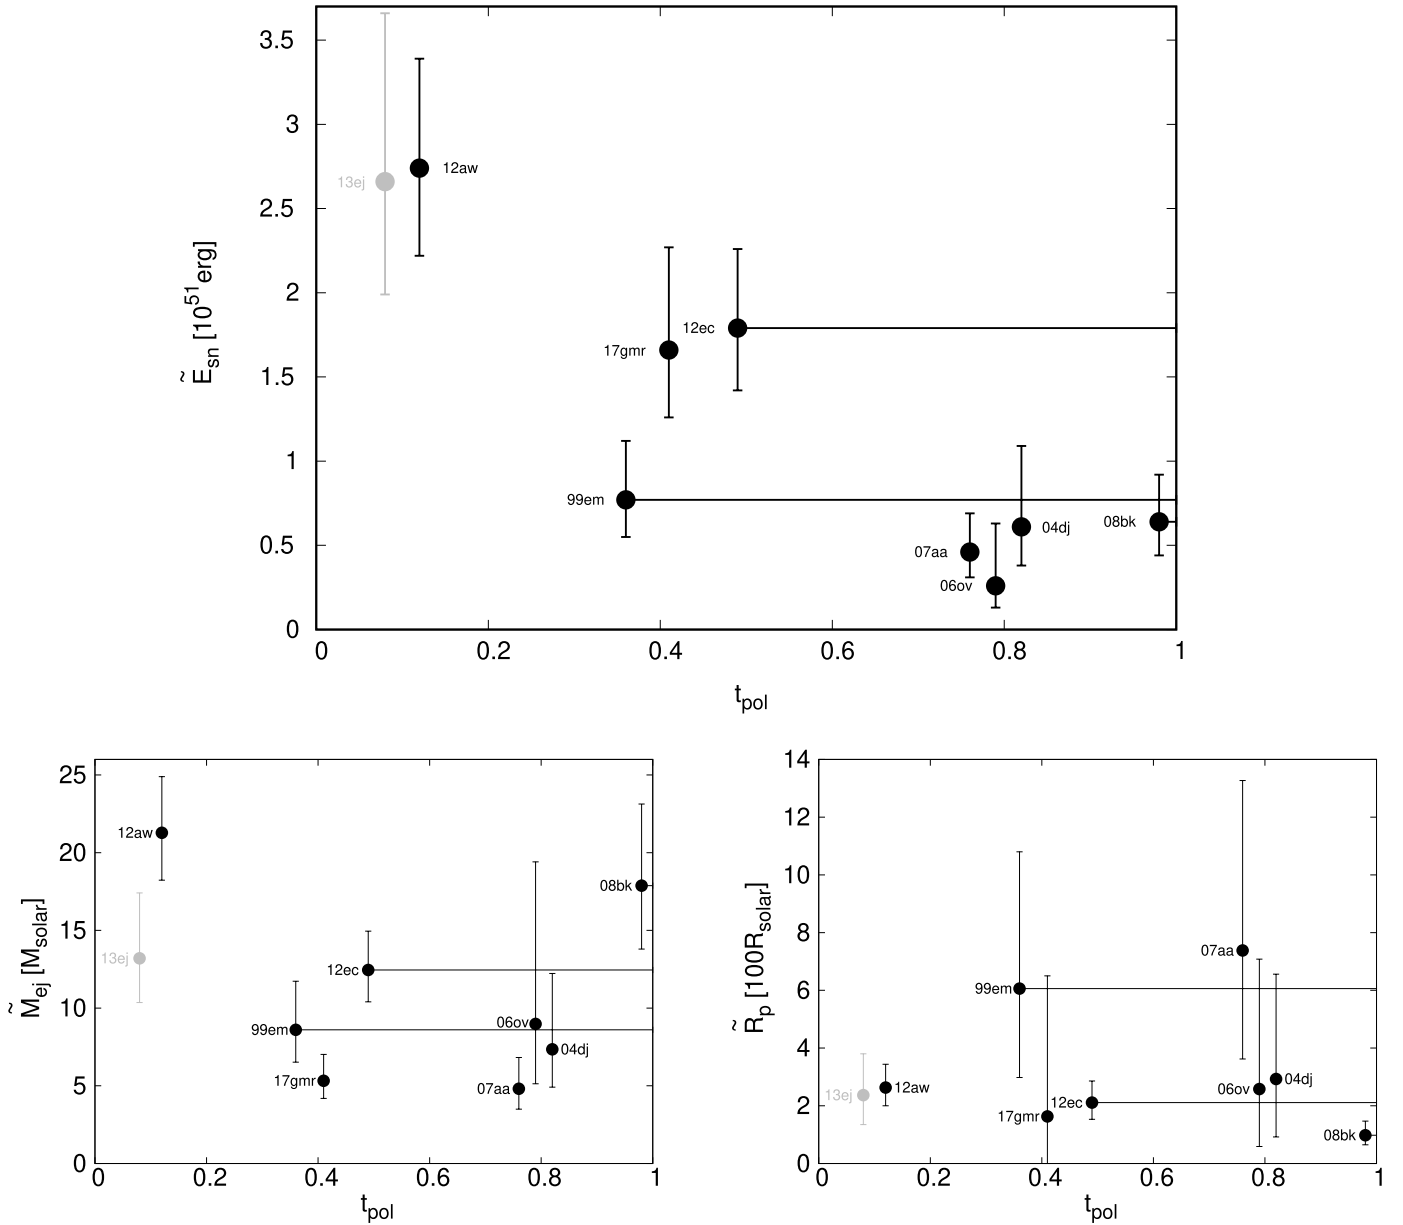 3.5
3
2.5
2
1.5
1
0.5
0
Ẽsn [10^51erg]
13ej
12aw
17gmr
12ec
99em
07aa
06ov
04dj
08bk
0 0.2 0.4 0.6 0.8 1
tpol
25
20
15
10
5
0
M̃ej [Msolar]
12aw
13ej
12ec
99em
17gmr
07aa
06ov
04dj
08bk
0 0.2 0.4 0.6 0.8 1
tpol
14
12
10
8
6
4
2
0
R̃p [100Rsolar]
13ej
12aw
99em
17gmr
12ec
07aa
06ov
04dj
08bk
0 0.2 0.4 0.6 0.8 1
tpol